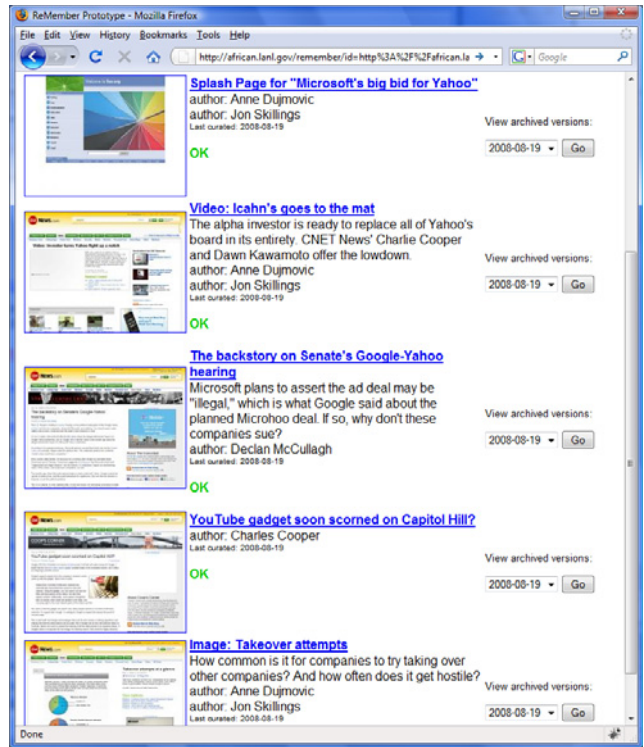 ReMember Prototype - Mozilla Firefox
File Edit View History Bookmarks Tools Help
http://african.lanl.gov/remember/id=http%3A%2F%2Fafrican.la
Google
Splash Page for "Microsoft's big bid for Yahoo"
author: Anne Dujmovic
author: Jon Skillings
Last curated: 2008-08-19
OK
View archived versions:
2008-08-19 Go
Video: Icahn's goes to the mat
The alpha investor is ready to replace all of Yahoo's
board in its entirety. CNET News' Charlie Cooper
and Dawn Kawamoto offer the lowdown.
author: Anne Dujmovic
author: Jon Skillings
Last curated: 2008-08-19
OK
View archived versions:
2008-08-19 Go
The backstory on Senate's Google-Yahoo
hearing
Microsoft plans to assert the ad deal may be
"illegal," which is what Google said about the
planned Microhoo deal. If so, why don't these
companies sue?
author: Declan McCullagh
Last curated: 2008-08-19
OK
View archived versions:
2008-08-19 Go
YouTube gadget soon scorned on Capitol Hill?
author: Charles Cooper
Last curated: 2008-08-19
OK
View archived versions:
2008-08-19 Go
Image: Takeover attempts
How common is it for companies to try taking over
other companies? And how often does it get hostile?
author: Anne Dujmovic
author: Jon Skillings
Last curated: 2008-08-19
View archived versions:
2008-08-19 Go
Done